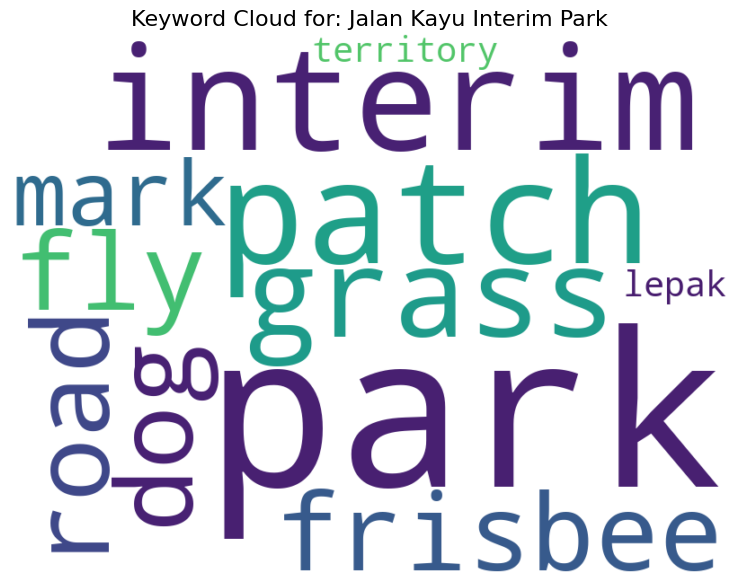 Keyword Cloud for: Jalan Kayu Interim Park
territory
interim
mark
patch
fly
grass
lepak
road
dog
park
frisbee